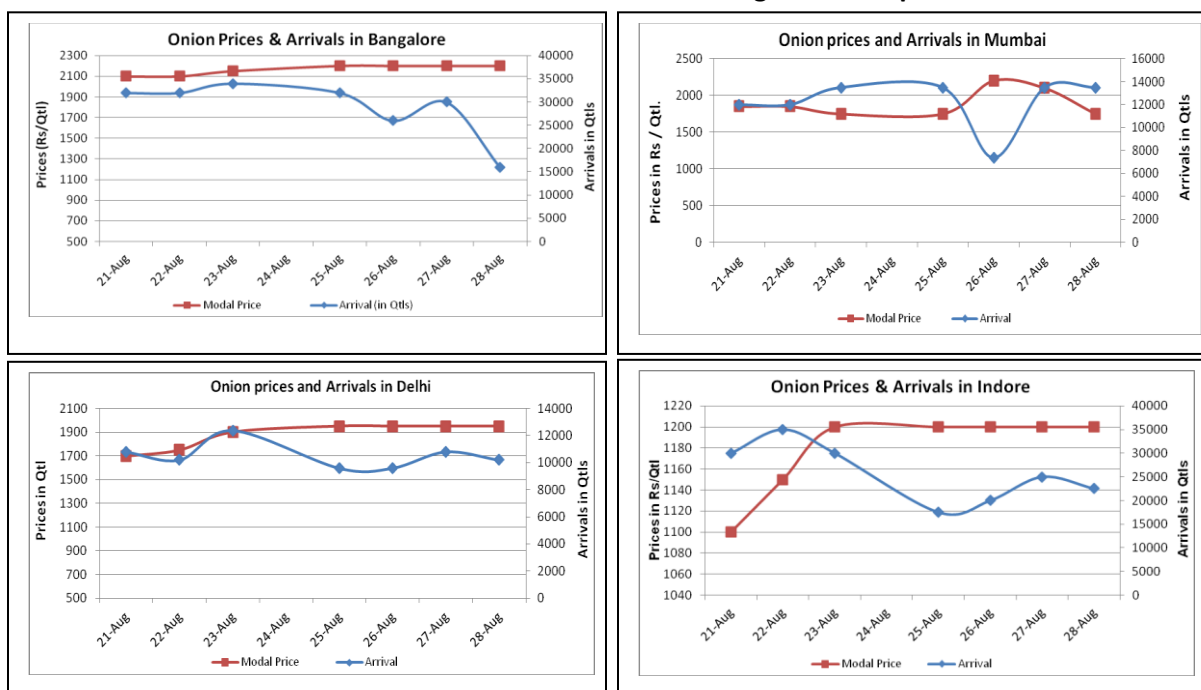 Onion Prices & Arrivals in Bangalore
2300
2100
1900
1700
1500
1300
1100
900
700
500
Prices (Rs/Qtl)
40000
35000
30000
25000
20000
15000
10000
5000
0
Arrivals in Qtls
21-Aug
22-Aug
23-Aug
24-Aug
25-Aug
26-Aug
27-Aug
28-Aug
Modal Price
Arrival (in Qtls)
Onion prices and Arrivals in Mumbai
2500
2000
1500
1000
500
0
Prices in Rs / Qtl.
16000
14000
12000
10000
8000
6000
4000
2000
0
Arrivals in Qtls
21-Aug
22-Aug
23-Aug
24-Aug
25-Aug
26-Aug
27-Aug
28-Aug
Modal Price
Arrival
Onion prices and Arrivals in Delhi
2100
1900
1700
1500
1300
1100
900
700
500
Prices in Qtl
14000
12000
10000
8000
6000
4000
2000
0
Arrivals in Qtls
21-Aug
22-Aug
23-Aug
24-Aug
25-Aug
26-Aug
27-Aug
28-Aug
Modal Price
Arrival
Onion Prices & Arrivals in Indore
1220
1200
1180
1160
1140
1120
1100
1080
1060
1040
Prices in Rs/Qtl
40000
35000
30000
25000
20000
15000
10000
5000
0
Arrivals in Qtls
21-Aug
22-Aug
23-Aug
24-Aug
25-Aug
26-Aug
27-Aug
28-Aug
Modal Price
Arrival